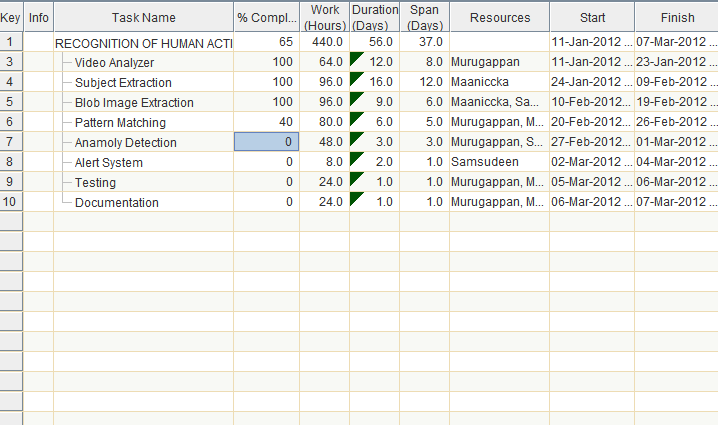 Key Info Task Name % Compl... Work (Hours) Duration (Days) Span (Days) Resources Start Finish
1 RECOGNITION OF HUMAN ACTI 65 440.0 56.0 37.0 11-Jan-2012 ... 07-Mar-2012 ...
3 Video Analyzer 100 64.0 12.0 8.0 Murugappan 11-Jan-2012 ... 23-Jan-2012 ...
4 Subject Extraction 100 96.0 16.0 12.0 Maaniccka 24-Jan-2012 ... 09-Feb-2012 ...
5 Blob Image Extraction 100 96.0 9.0 6.0 Maaniccka, Sa... 10-Feb-2012 ... 19-Feb-2012 ...
6 Pattern Matching 40 80.0 6.0 5.0 Murugappan, M... 20-Feb-2012 ... 26-Feb-2012 ...
7 Anamoly Detection 0 48.0 3.0 3.0 Murugappan, S... 27-Feb-2012 ... 01-Mar-2012 ...
8 Alert System 0 8.0 2.0 1.0 Samsudeen 02-Mar-2012 ... 04-Mar-2012 ...
9 Testing 0 24.0 1.0 1.0 Murugappan, M... 05-Mar-2012 ... 06-Mar-2012 ...
10 Documentation 0 24.0 1.0 1.0 Murugappan, M... 06-Mar-2012 ... 07-Mar-2012 ...